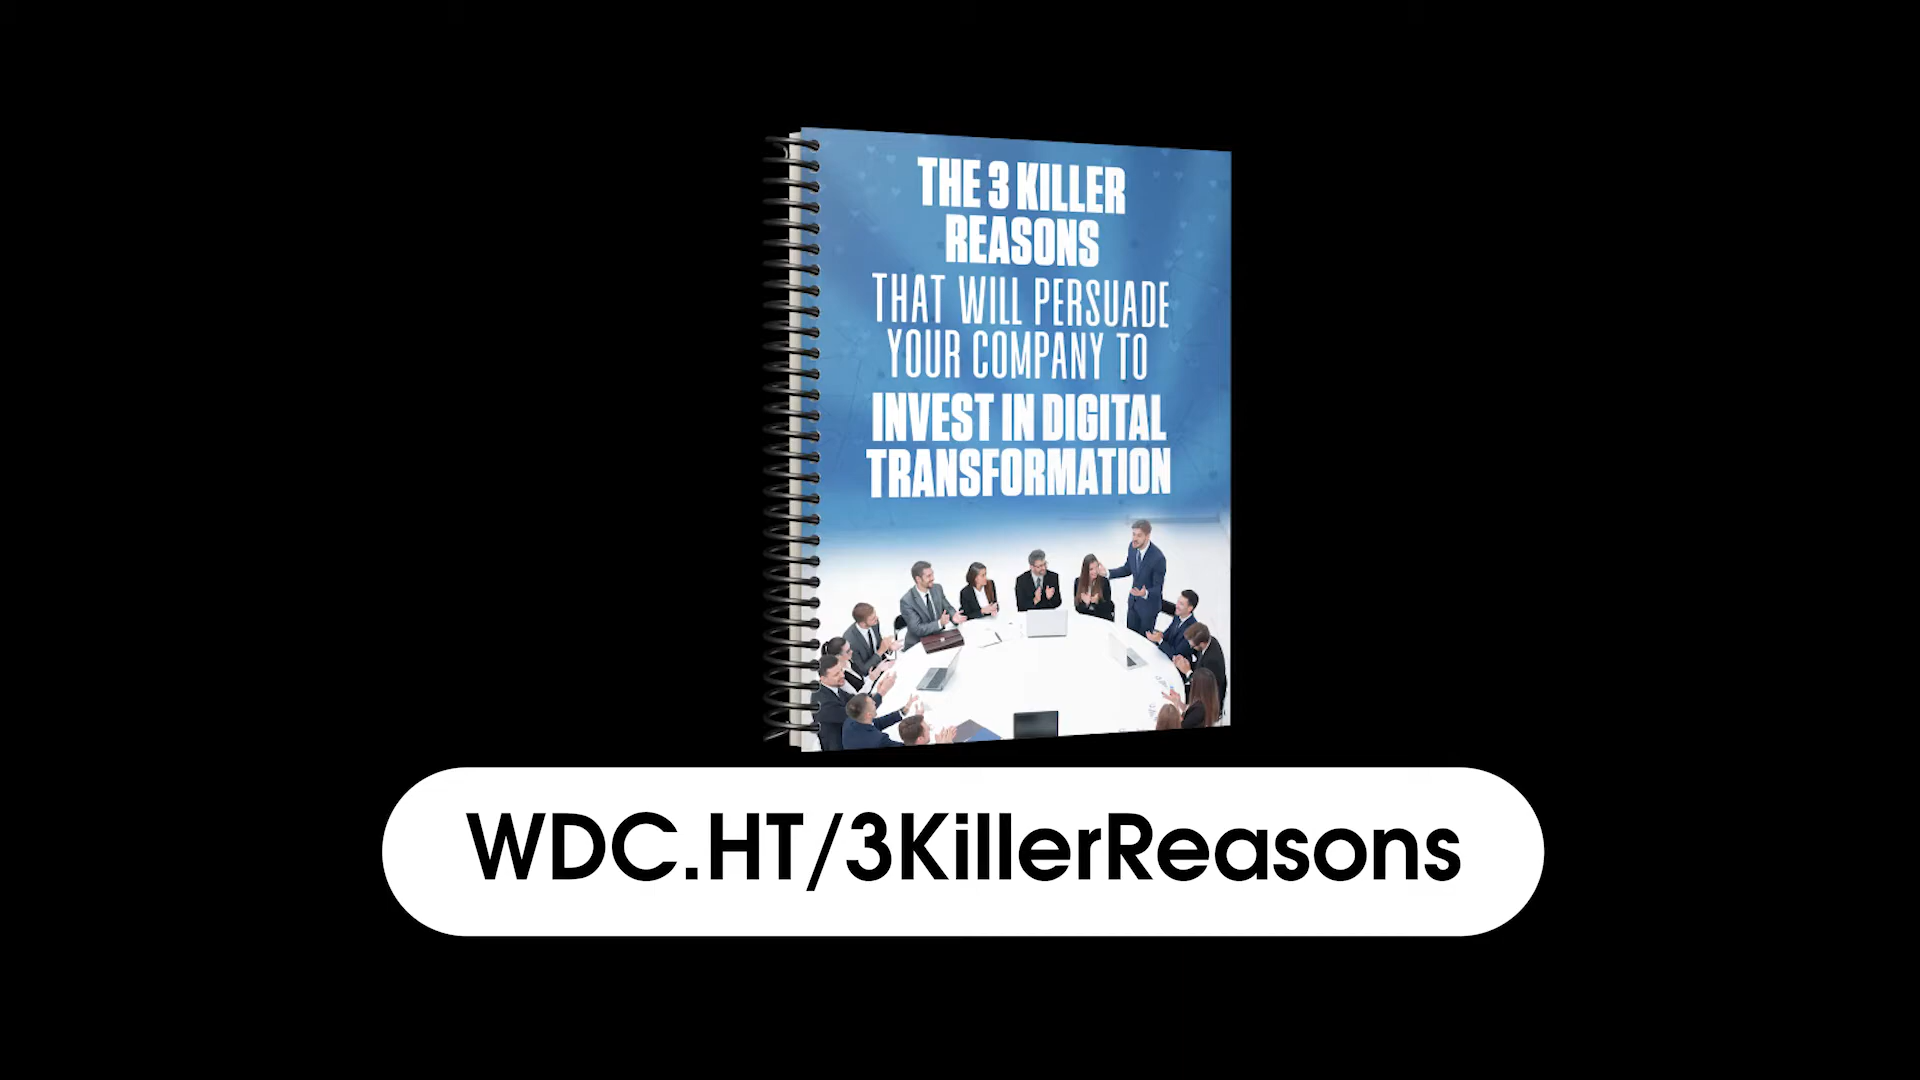 THE 3 KILLER
REASONS
THAT WILL PERSUADE
YOUR COMPANY TO
INVEST IN DIGITAL
TRANSFORMATION
WDC.HT/3KillerReasons